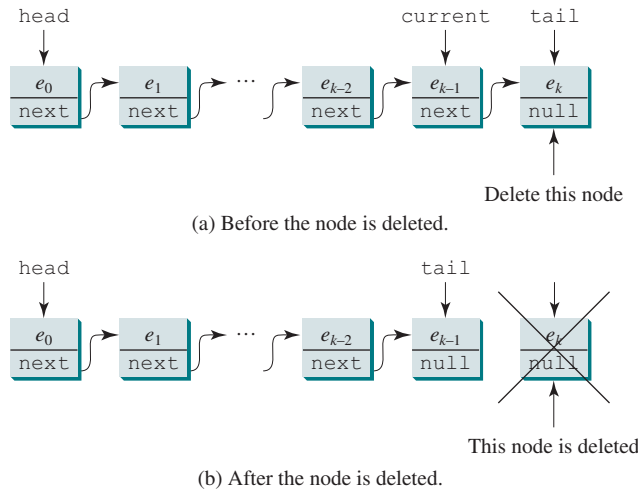 head current tail
e0 e1 ... ek–2 ek–1 ek
next next next next null
Delete this node
(a) Before the node is deleted.
head tail
e0 e1 ... ek–2 ek–1 ek
next next next null null
This node is deleted
(b) After the node is deleted.